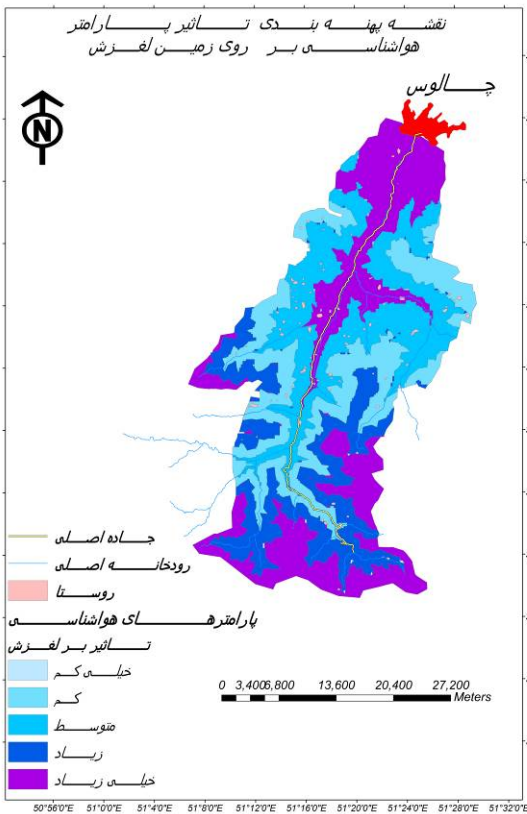 نقشه پهنه بندی تاثیر پارامتر
هواشناسی بر روی زمین لغزش
چالوس
N
جاده اصلی
رودخانه اصلی
روستا
پارامترهای هواشناسی
تاثیر بر لغزش
خیلی کم
کم
متوسط
زیاد
خیلی زیاد
0 3,400 6,800 13,600 20,400 27,200
Meters
50°56'0"E 51°0'0"E 51°4'0"E 51°8'0"E 51°12'0"E 51°16'0"E 51°20'0"E 51°24'0"E 51°28'0"E 51°32'0"E